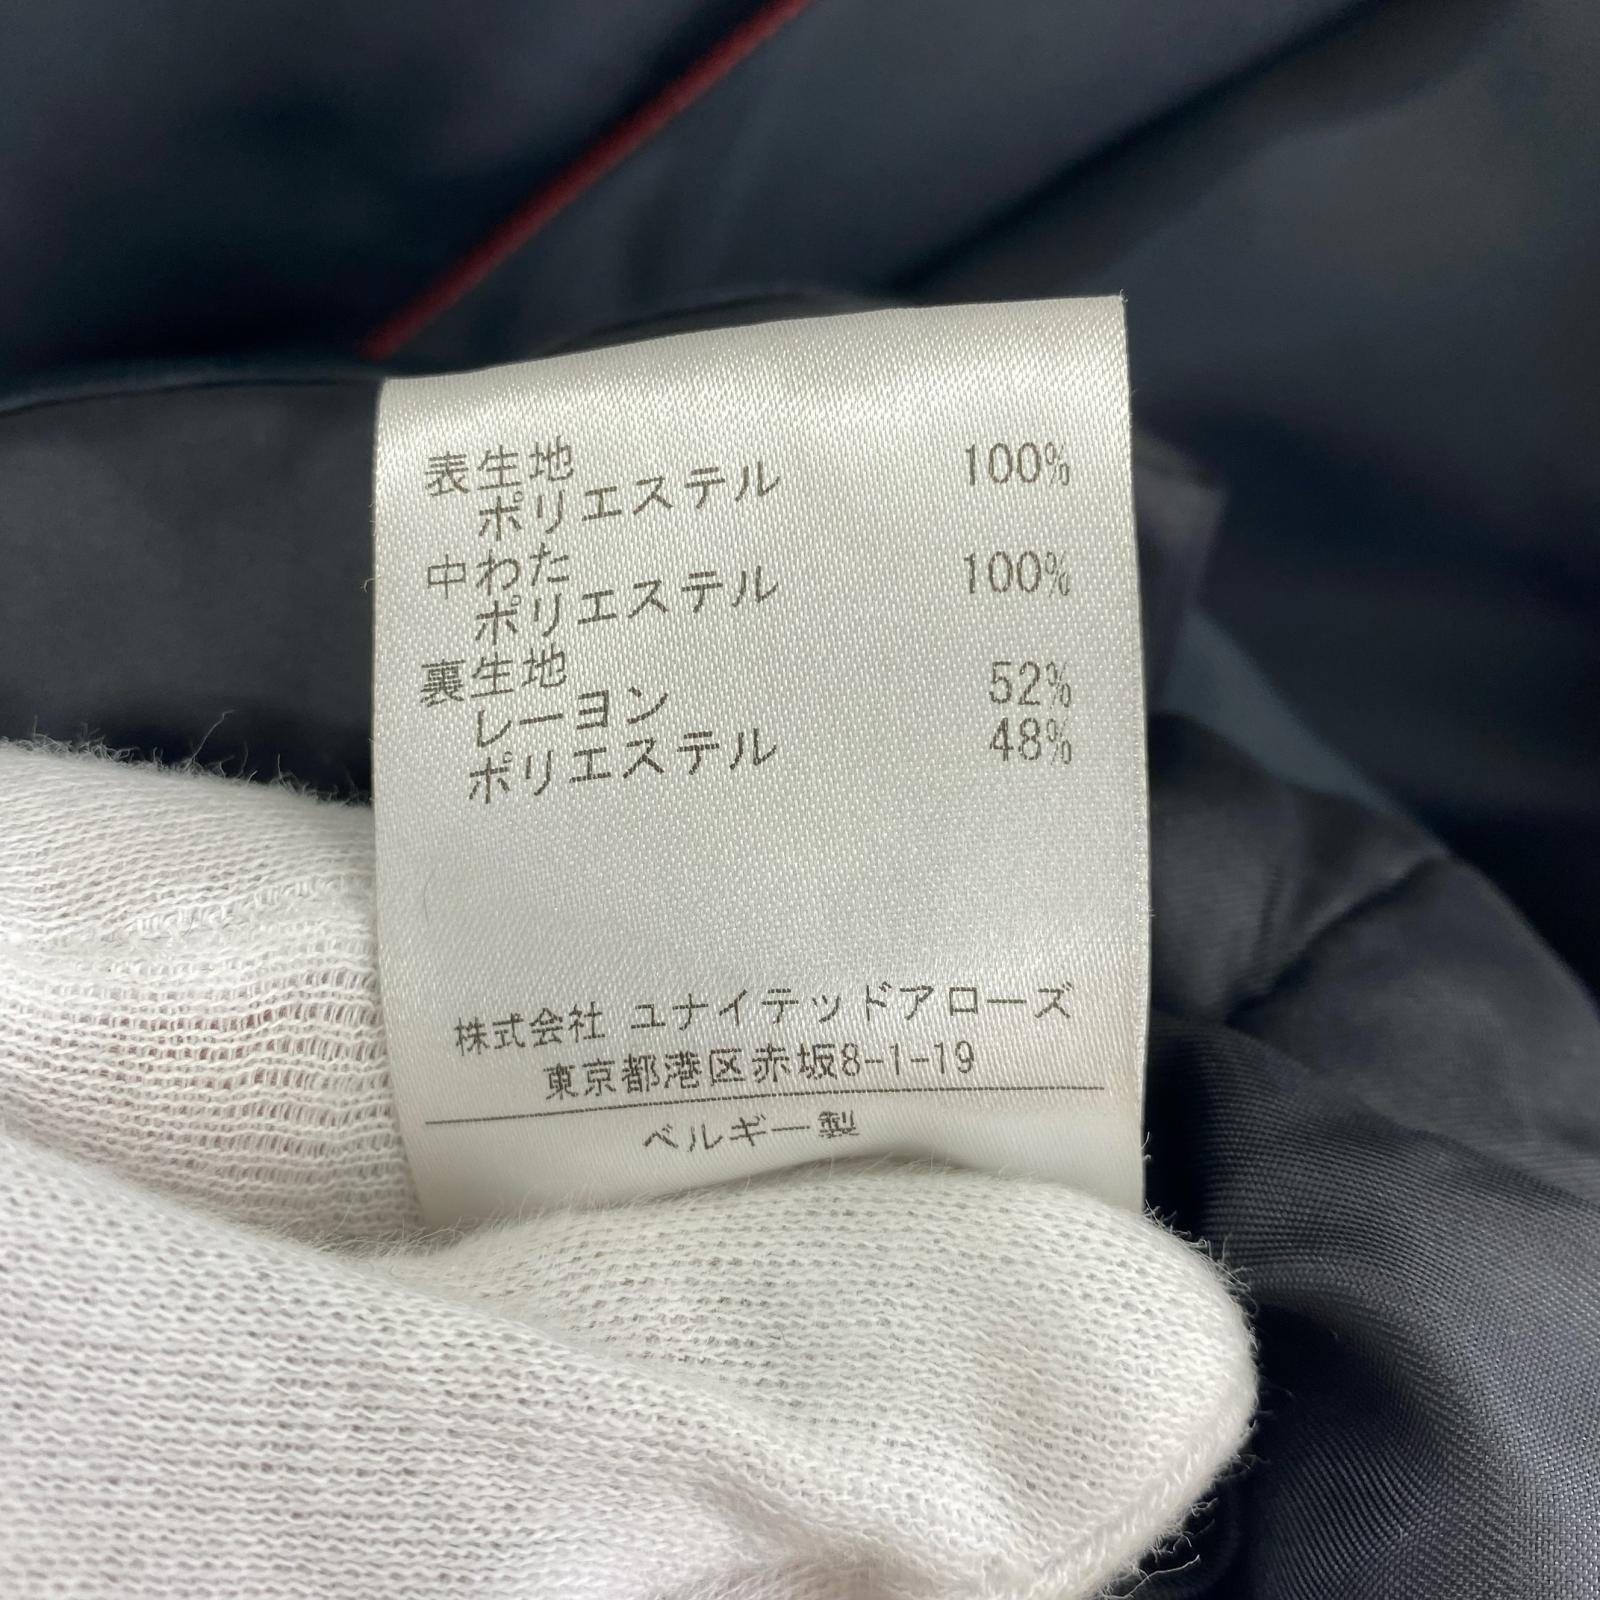 表生地
ポリエステル 100%
中わた
ポリエステル 100%
裏生地
レーヨン 52%
ポリエステル 48%
株式会社 ユナイテッドアローズ
東京都港区赤坂8-1-19
ベルギー製